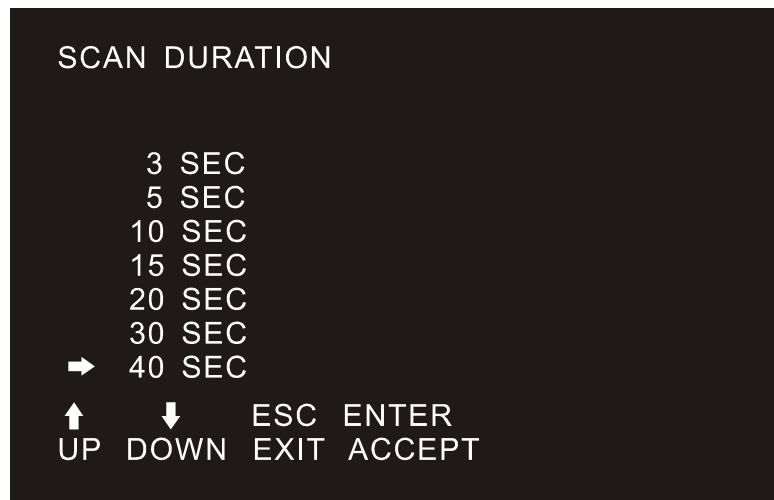 SCAN DURATION
3 SEC
5 SEC
10 SEC
15 SEC
20 SEC
30 SEC
40 SEC
ESC ENTER
UP DOWN EXIT ACCEPT